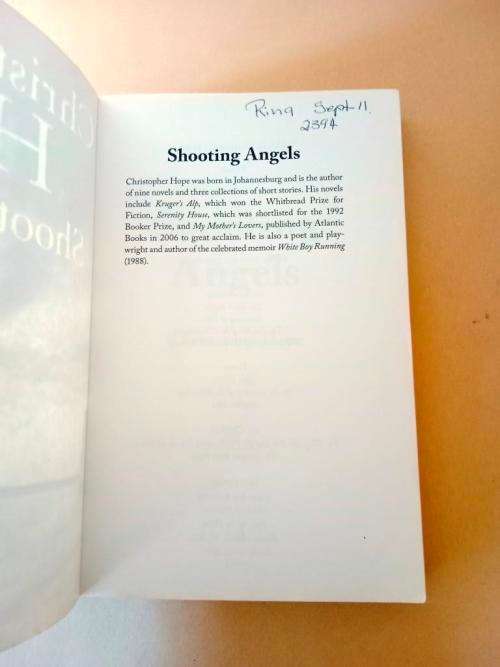 Christ
H
Shoo
Rina Sept 11.
2394
Shooting Angels
Christopher Hope was born in Johannesburg and is the author
of nine novels and three collections of short stories. His novels
include Kruger's Alp, which won the Whitbread Prize for
Fiction, Serenity House, which was shortlisted for the 1992
Booker Prize, and My Mother's Lovers, published by Atlantic
Books in 2006 to great acclaim. He is also a poet and play-
wright and author of the celebrated memoir White Boy Running
(1988).
Angels